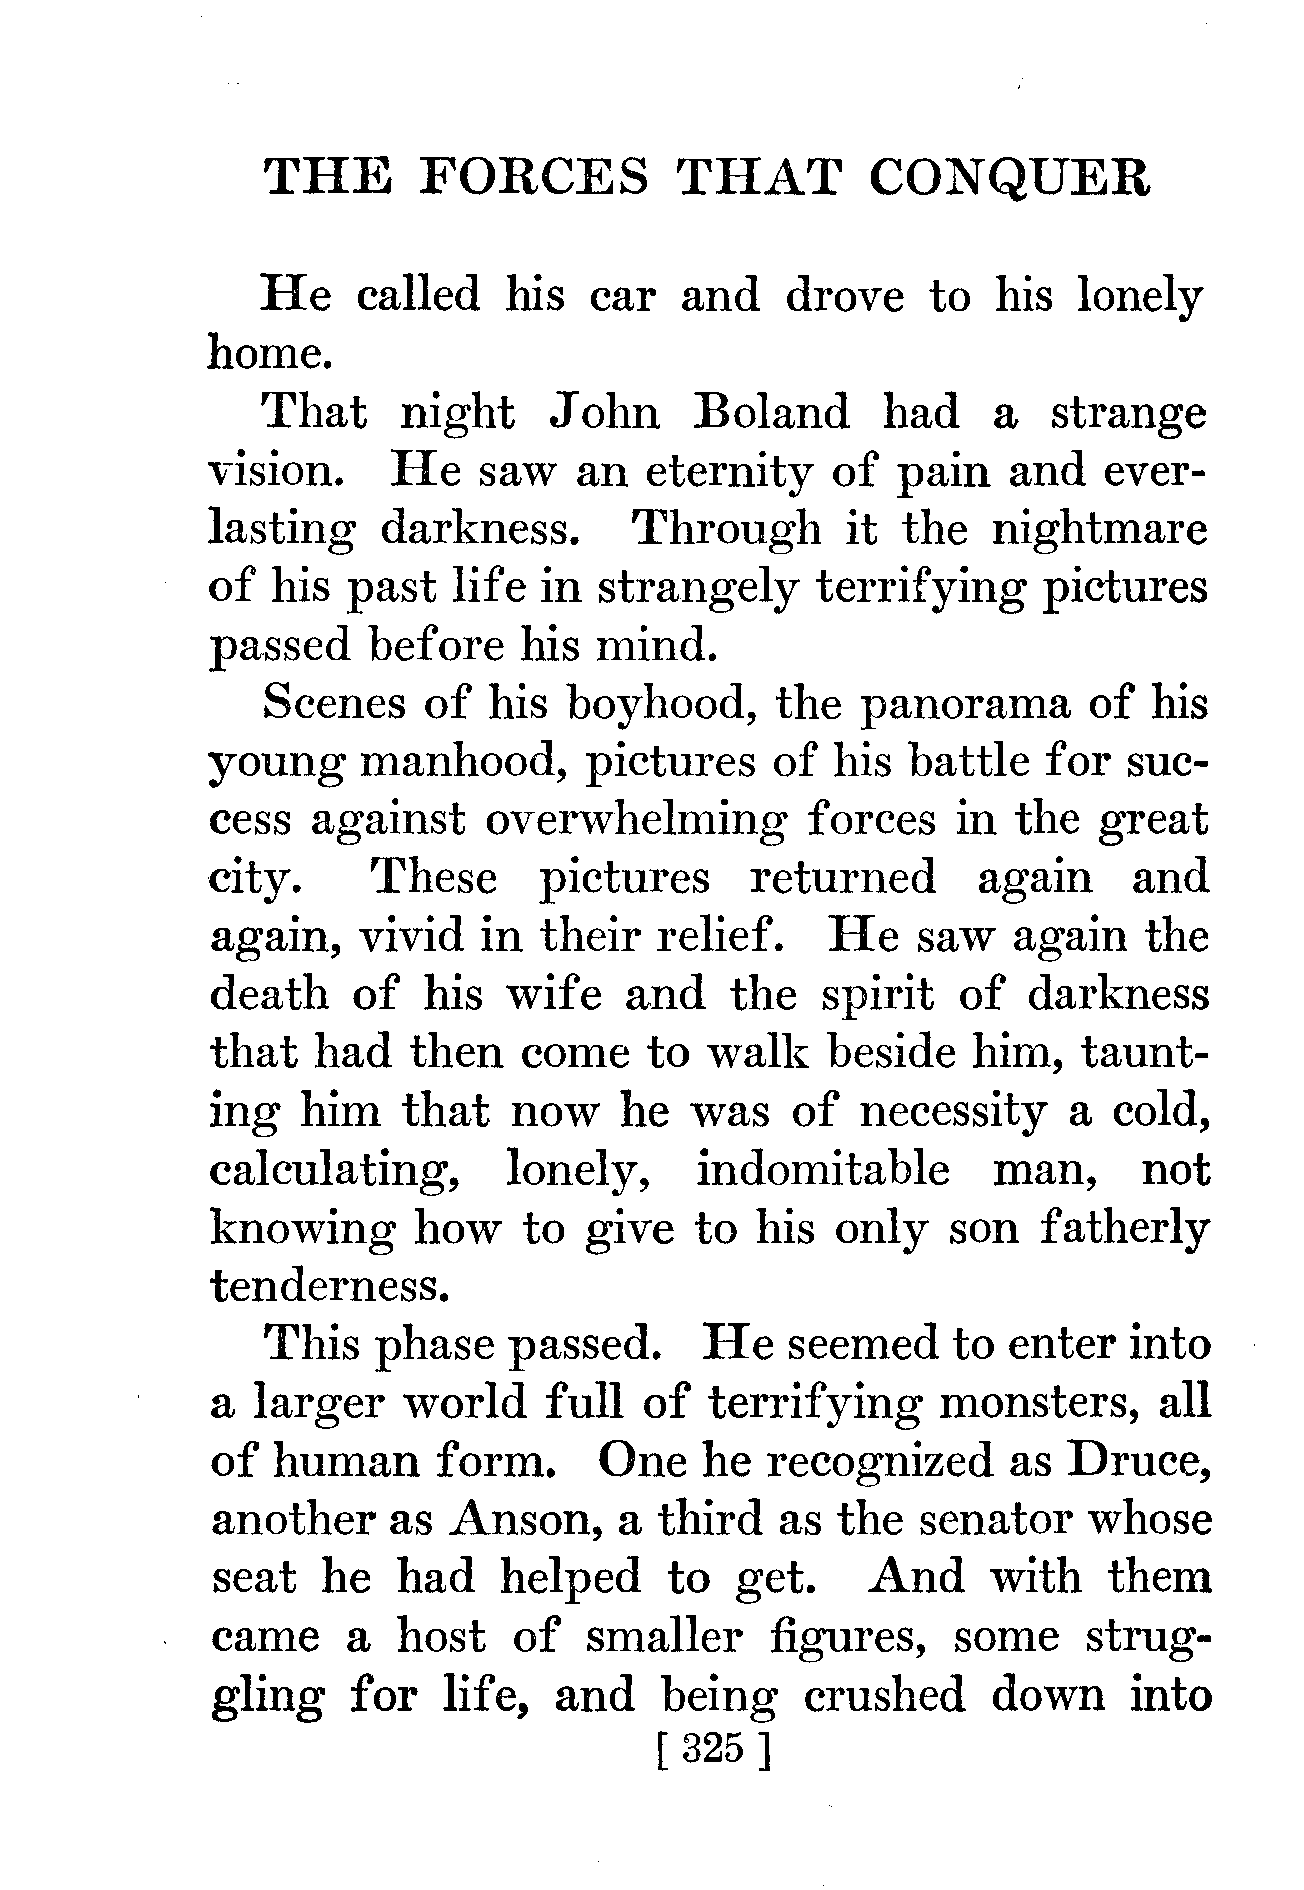 THE FORCES THAT CONQUER
He called his car and drove to his lonely
home.
That night John Boland had a strange
vision. He saw an eternity of pain and ever-
lasting darkness. Through it the nightmare
of his past life in strangely terrifying pictures
passed before his mind.
Scenes of his boyhood, the panorama of his
young manhood, pictures of his battle for suc-
cess against overwhelming forces in the great
city. These pictures returned again and
again, vivid in their relief. He saw again the
death of his wife and the spirit of darkness
that had then come to walk beside him, taunt-
ing him that now he was of necessity a cold,
calculating, lonely, indomitable man, not
knowing how to give to his only son fatherly
tenderness.
This phase passed. He seemed to enter into
a larger world full of terrifying monsters, all
of human form. One he recognized as Druce,
another as Anson, a third as the senator whose
seat he had helped to get. And with them
came a host of smaller figures, some strug-
gling for life, and being crushed down into
[ 325 ]